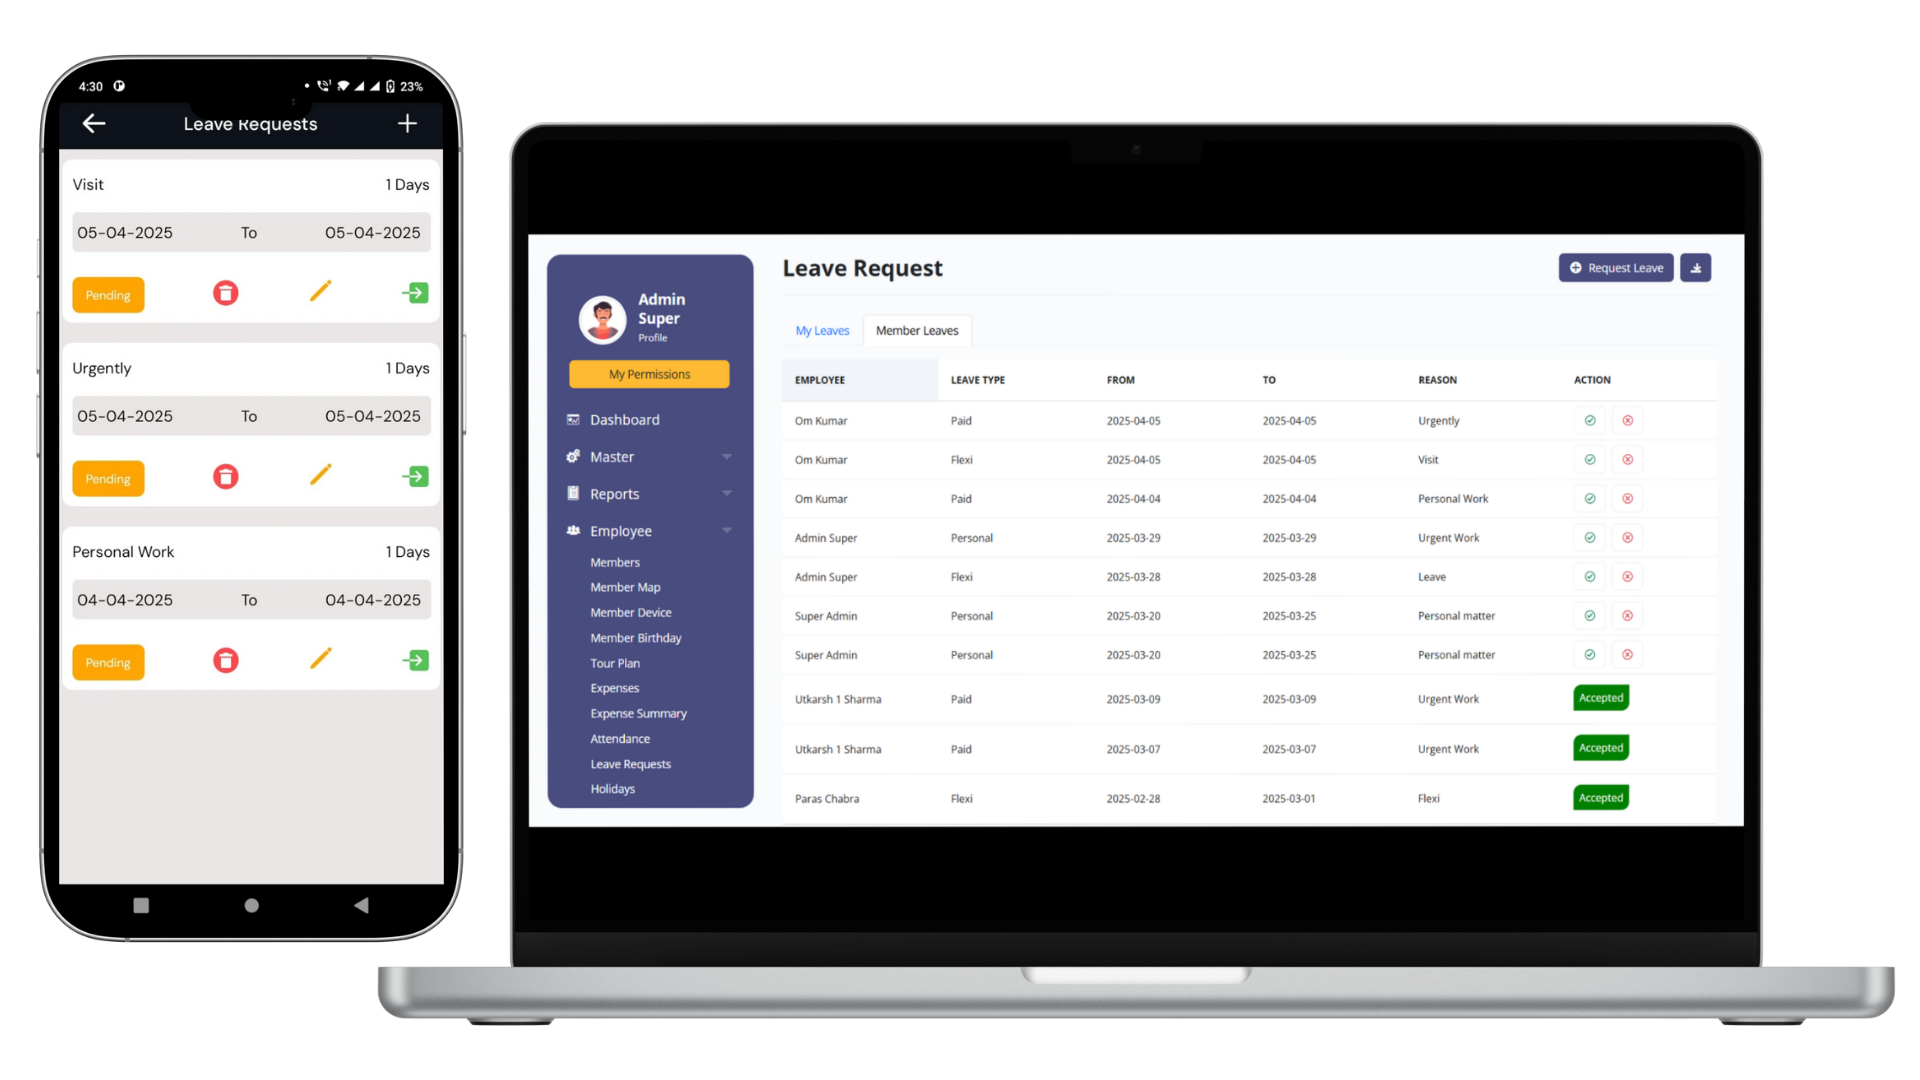 4:30
23%
Leave Requests
Visit
1 Days
05-04-2025
To
05-04-2025
Pending
Urgently
1 Days
05-04-2025
To
05-04-2025
Pending
Personal Work
1 Days
04-04-2025
To
04-04-2025
Pending
Admin
Super
Profile
My Permissions
Dashboard
Master
Reports
Employee
Members
Member Map
Member Device
Member Birthday
Tour Plan
Expenses
Expense Summary
Attendance
Leave Requests
Holidays
Leave Request
Request Leave
My Leaves
Member Leaves
EMPLOYEE LEAVE TYPE FROM TO REASON ACTION
Om Kumar Paid 2025-04-05 2025-04-05 Urgently
Om Kumar Flexi 2025-04-05 2025-04-05 Visit
Om Kumar Paid 2025-04-04 2025-04-04 Personal Work
Admin Super Personal 2025-03-29 2025-03-29 Urgent Work
Admin Super Flexi 2025-03-28 2025-03-28 Leave
Super Admin Personal 2025-03-20 2025-03-25 Personal matter
Super Admin Personal 2025-03-20 2025-03-25 Personal matter
Utkarsh 1 Sharma Paid 2025-03-09 2025-03-09 Urgent Work Accepted
Utkarsh 1 Sharma Paid 2025-03-07 2025-03-07 Urgent Work Accepted
Paras Chabra Flexi 2025-02-28 2025-03-01 Flexi Accepted